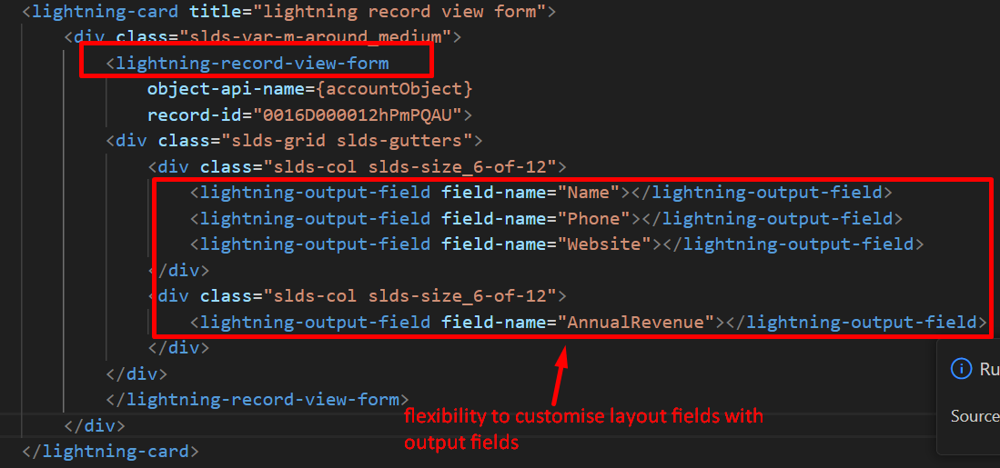 <lightning-card title="lightning record view form">
<div class="slds-var-m-around_medium">
<lightning-record-view-form
object-api-name={accountObject}
record-id="0016D000012hPmPQAU">
<div class="slds-grid slds-gutters">
<div class="slds-col slds-size_6-of-12">
<lightning-output-field field-name="Name"></lightning-output-field>
<lightning-output-field field-name="Phone"></lightning-output-field>
<lightning-output-field field-name="Website"></lightning-output-field>
</div>
<div class="slds-col slds-size_6-of-12">
<lightning-output-field field-name="AnnualRevenue"></lightning-output-field>
</div>
</div>
</lightning-record-view-form>
</div>
</lightning-card>
flexibility to customise layout fields with
output fields
Ru
Source